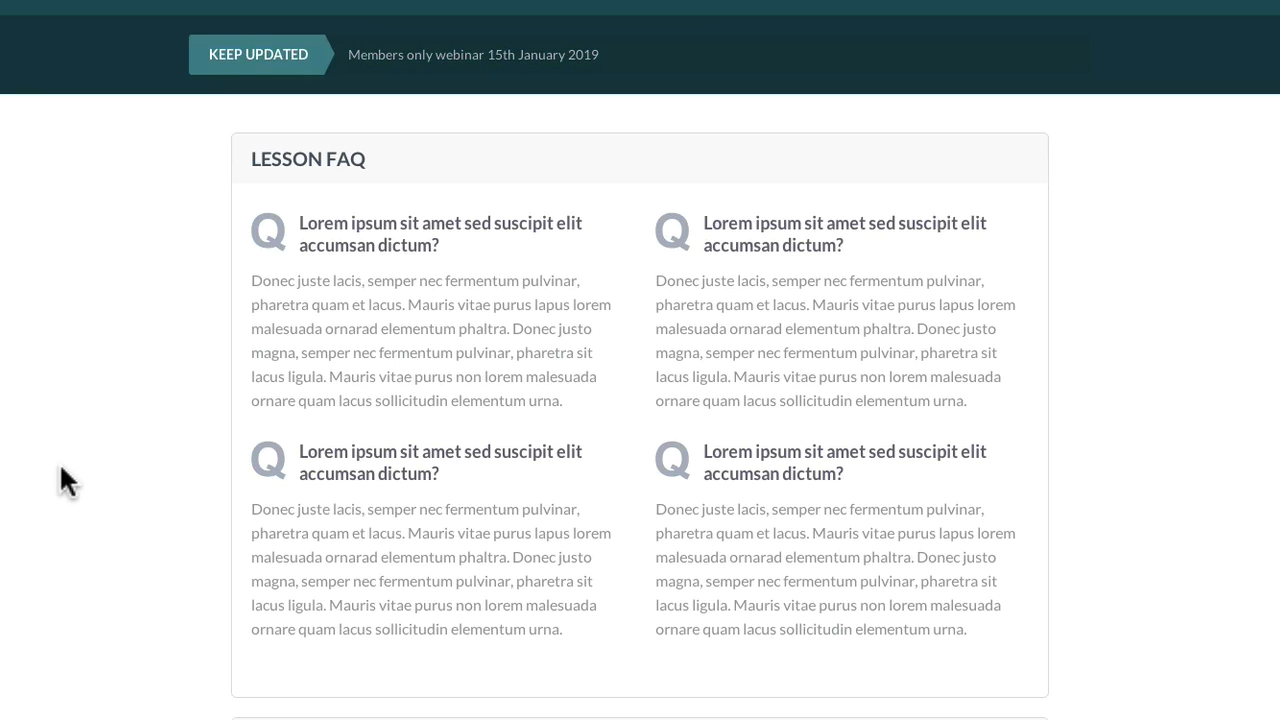 KEEP UPDATED
Members only webinar 15th January 2019
LESSON FAQ
Q Lorem ipsum sit amet sed suscipit elit
accumsan dictum?
Donec juste lacis, semper nec fermentum pulvinar,
pharetra quam et lacus. Mauris vitae purus lapus lorem
malesuada ornarad elementum phaltra. Donec justo
magna, semper nec fermentum pulvinar, pharetra sit
lacus ligula. Mauris vitae purus non lorem malesuada
ornare quam lacus sollicitudin elementum urna.
Q Lorem ipsum sit amet sed suscipit elit
accumsan dictum?
Donec juste lacis, semper nec fermentum pulvinar,
pharetra quam et lacus. Mauris vitae purus lapus lorem
malesuada ornarad elementum phaltra. Donec justo
magna, semper nec fermentum pulvinar, pharetra sit
lacus ligula. Mauris vitae purus non lorem malesuada
ornare quam lacus sollicitudin elementum urna.
Q Lorem ipsum sit amet sed suscipit elit
accumsan dictum?
Donec juste lacis, semper nec fermentum pulvinar,
pharetra quam et lacus. Mauris vitae purus lapus lorem
malesuada ornarad elementum phaltra. Donec justo
magna, semper nec fermentum pulvinar, pharetra sit
lacus ligula. Mauris vitae purus non lorem malesuada
ornare quam lacus sollicitudin elementum urna.
Q Lorem ipsum sit amet sed suscipit elit
accumsan dictum?
Donec juste lacis, semper nec fermentum pulvinar,
pharetra quam et lacus. Mauris vitae purus lapus lorem
malesuada ornarad elementum phaltra. Donec justo
magna, semper nec fermentum pulvinar, pharetra sit
lacus ligula. Mauris vitae purus non lorem malesuada
ornare quam lacus sollicitudin elementum urna.